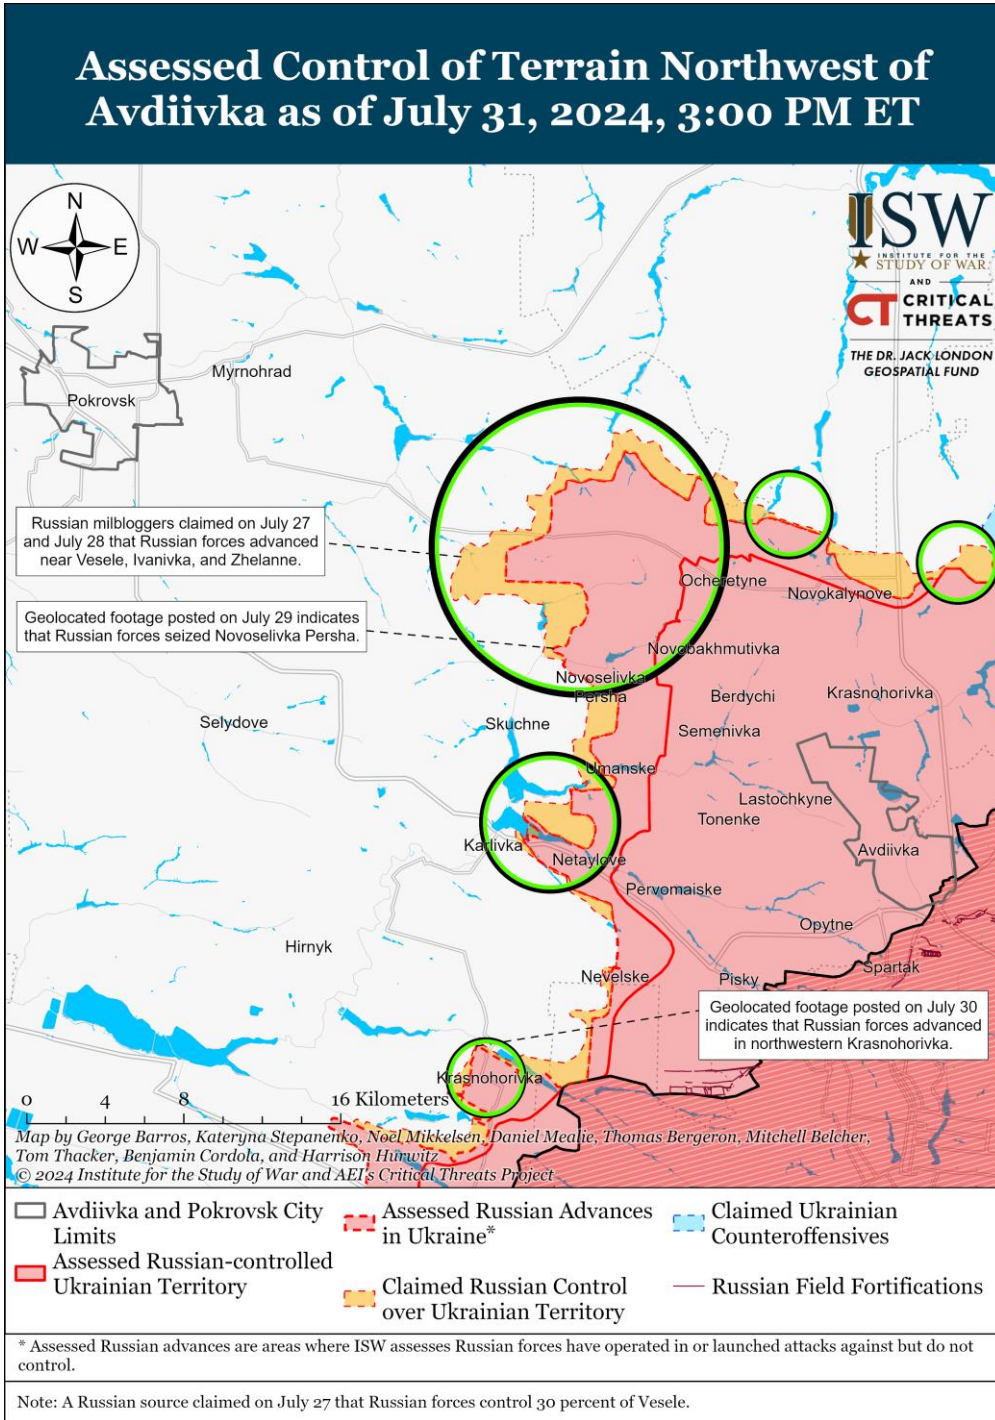 Assessed Control of Terrain Northwest of
Avdiivka as of July 31, 2024, 3:00 PM ET
N
W E
S
ISW
INSTITUTE FOR THE
STUDY OF WAR
AND
CT CRITICAL
THREATS
THE DR. JACK LONDON
GEOSPATIAL FUND
Myrnohrad
Pokrovsk
Russian milbloggers claimed on July 27
and July 28 that Russian forces advanced
near Vesele, Ivanivka, and Zhelanne.
Ocheretyne
Novokalynove
Geolocated footage posted on July 29 indicates
that Russian forces seized Novoselivka Persha.
Novobakhmutivka
Novoselivka
Persha
Berdychi
Krasnohorivka
Selydove
Skuchne
Semenivka
Umanske
Lastochkyne
Tonenke
Karlivka
Netaylove
Avdiivka
Pervomaiske
Opytne
Hirnyk
Nevelske
Pisky
Spartak
Geolocated footage posted on July 30
indicates that Russian forces advanced
in northwestern Krasnohorivka.
Krasnohorivka
0 4 8 16 Kilometers
Map by George Barros, Kateryna Stepanenko, Noel Mikkelsen, Daniel Mealie, Thomas Bergeron, Mitchell Belcher,
Tom Thacker, Benjamin Cordola, and Harrison Hurwitz
© 2024 Institute for the Study of War and AEI's Critical Threats Project
Avdiivka and Pokrovsk City
Limits
Assessed Russian-controlled
Ukrainian Territory
Assessed Russian Advances
in Ukraine*
Claimed Russian Control
over Ukrainian Territory
Claimed Ukrainian
Counteroffensives
Russian Field Fortifications
* Assessed Russian advances are areas where ISW assesses Russian forces have operated in or launched attacks against but do not
control.
Note: A Russian source claimed on July 27 that Russian forces control 30 percent of Vesele.